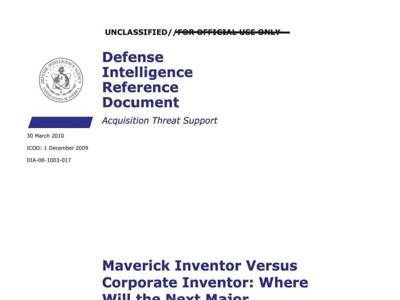 UNCLASSIFIED//FOR OFFICIAL USE ONLY
Defense
Intelligence
Reference
Document
Acquisition Threat Support
30 March 2010
ICOD: 1 December 2009
DIA-08-1003-017
Maverick Inventor Versus
Corporate Inventor: Where
Will the Next Major